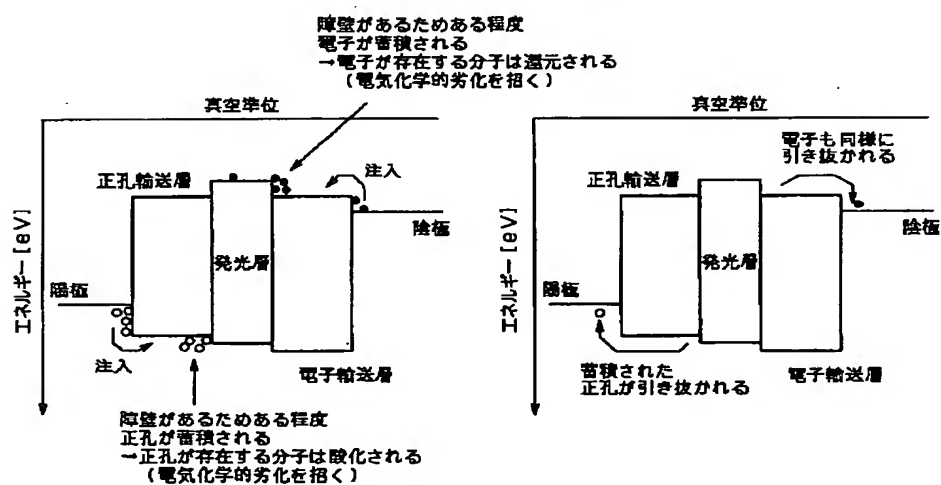 障壁があるためある程度
電子が蓄積される
→電子が存在する分子は還元される
(電気化学的劣化を招く)
真空準位
正孔輸送層
注入
陰極
エネルギー[eV]
発光層
陽極
注入
電子輸送層
障壁があるためある程度
正孔が蓄積される
→正孔が存在する分子は酸化される
(電気化学的劣化を招く)
真空準位
電子も同様に
引き抜かれる
正孔輸送層
陰極
エネルギー[eV]
発光層
陽極
蓄積された
正孔が引き抜かれる
電子輸送層